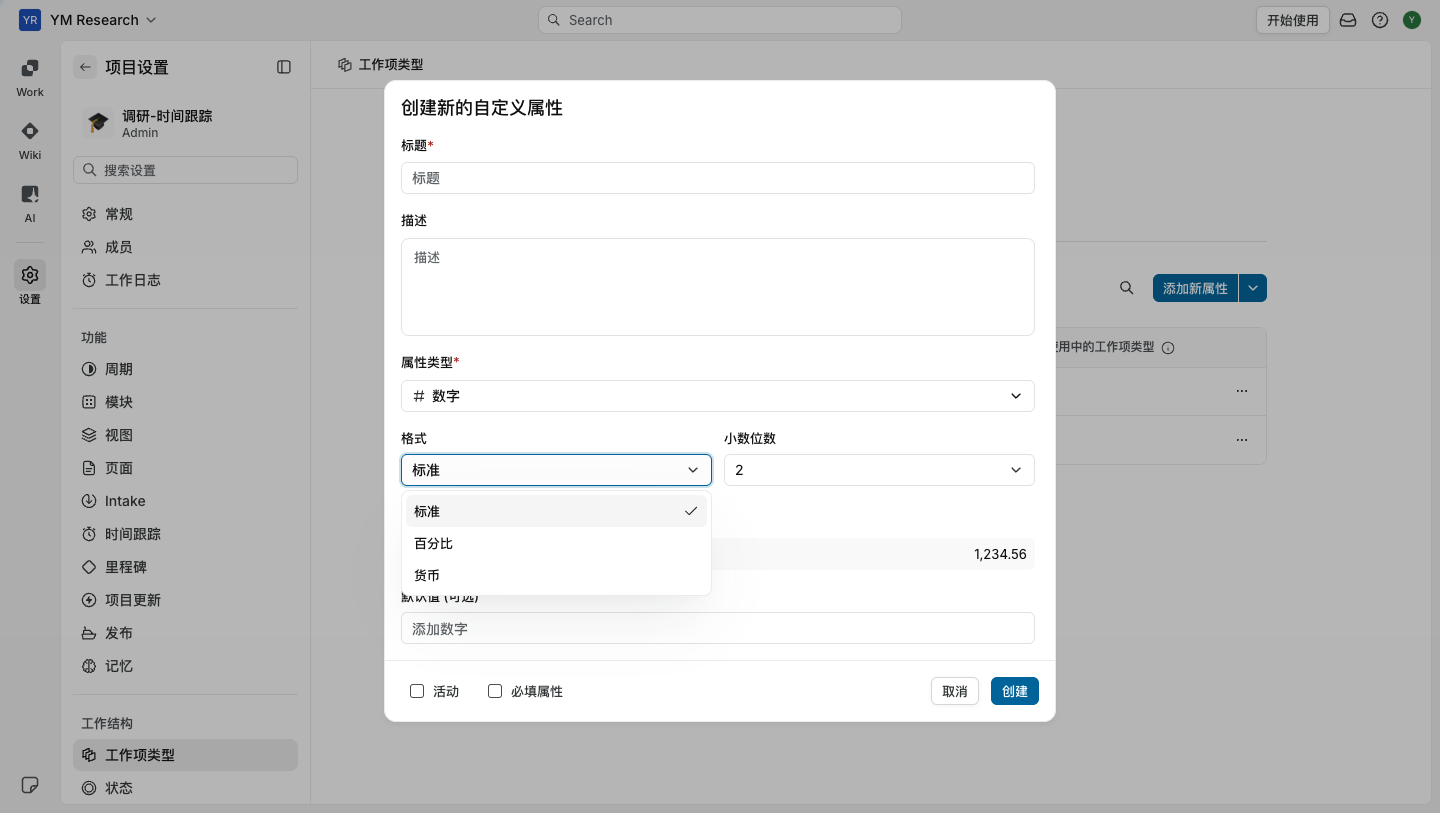 YR YM Research
Search
开始使用
Y
Work
Wiki
AI
设置
项目设置
调研-时间跟踪
Admin
搜索设置
常规
成员
工作日志
功能
周期
模块
视图
页面
Intake
时间跟踪
里程碑
项目更新
发布
记忆
工作结构
工作项类型
状态
工作项类型
添加新属性
用中的工作项类型
创建新的自定义属性
标题*
标题
描述
描述
属性类型*
数字
格式
小数位数
标准
2
标准
百分比
货币
1,234.56
默认值 (可选)
添加数字
活动
必填属性
取消
创建